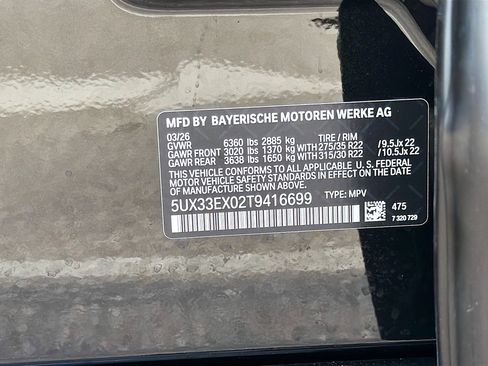 MFD BY BAYERISCHE MOTOREN WERKE AG
03/26
GVWR 6360 lbs 2885 kg TIRE / RIM
GAWR FRONT 3020 lbs 1370 kg WITH 275/35 R22 / 9.5Jx 22
GAWR REAR 3638 lbs 1650 kg WITH 315/30 R22 / 10.5Jx 22
THIS VEHICLE CONFORMS TO ALL APPLICABLE U. S. FEDERAL
MOTOR VEHICLE SAFETY STANDARDS IN EFFECT ON THE
DATE OF MANUFACTURE SHOWN ABOVE.
5UX33EX02T9416699 TYPE: MPV
475
7 320 729